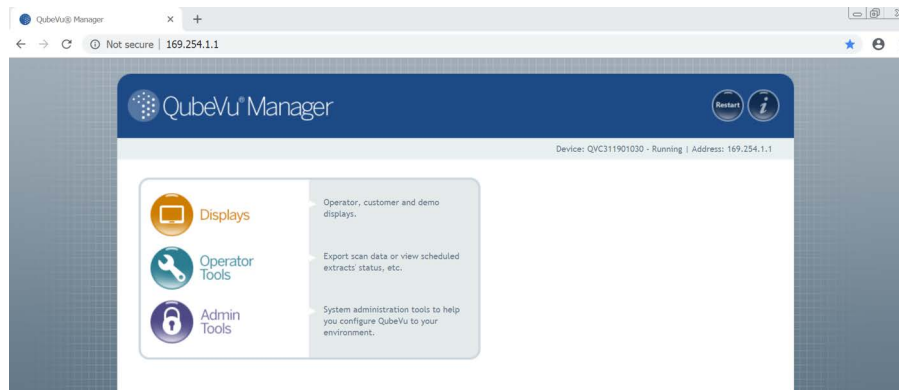 QubeVu® Manager
Not secure | 169.254.1.1
QubeVu® Manager
Restart
i
Device: QVC311901030 - Running | Address: 169.254.1.1
Displays
Operator, customer and demo
displays.
Operator
Tools
Export scan data or view scheduled
extracts' status, etc.
Admin
Tools
System administration tools to help
you configure QubeVu to your
environment.